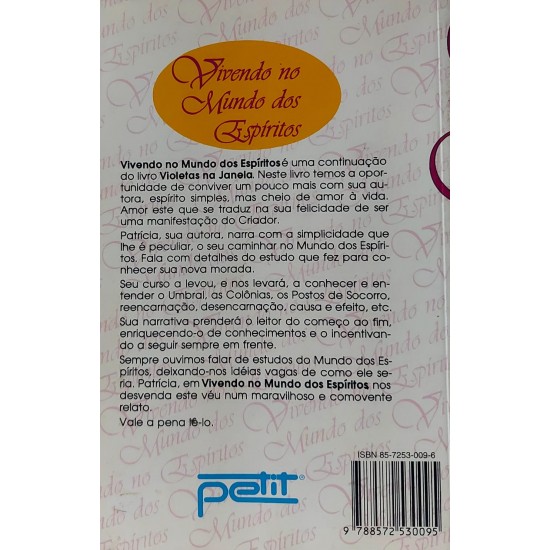 Vivendo no
Mundo dos
Espíritos
Vivendo no Mundo dos Espíritos é uma continuação
do livro Violetas na Janela. Neste livro temos a opor-
tunidade de conviver um pouco mais com sua au-
tora, espírito simples, mas cheio de amor à vida.
Amor este que se traduz na sua felicidade de ser
uma manifestação do Criador.
Patrícia, sua autora, narra com a simplicidade que
lhe é peculiar, o seu caminhar no Mundo dos Espíri-
tos. Fala com detalhes do estudo que fez para co-
nhecer sua nova morada.
Seu curso a levou, e nos levará, a conhecer e en-
tender o Umbral, as Colônias, os Postos de Socorro,
reencarnação, desencarnação, causa e efeito, etc.
Sua narrativa prenderá o leitor do começo ao fim,
enriquecendo-o de conhecimentos e o incentivan-
do a seguir sempre em frente.
Sempre ouvimos falar de estudos do Mundo dos Es-
píritos, deixando-nos idéias vagas de como ele se-
ria. Patrícia, em Vivendo no Mundo dos Espíritos nos
desvenda este véu num maravilhoso e comovente
relato.
Vale a pena lê-lo.
ISBN 85-7253-009-6
petit®
9 788572 530095